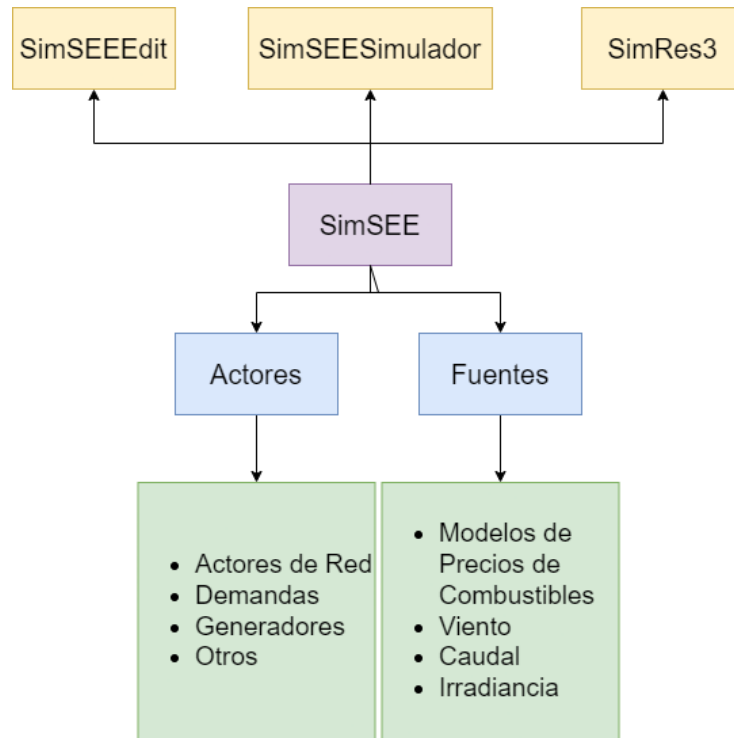 SimSEEEdit
SimSEESimulador
SimRes3
SimSEE
Actores
Fuentes
• Actores de Red
• Demandas
• Generadores
• Otros
• Modelos de
Precios de
Combustibles
• Viento
• Caudal
• Irradiancia